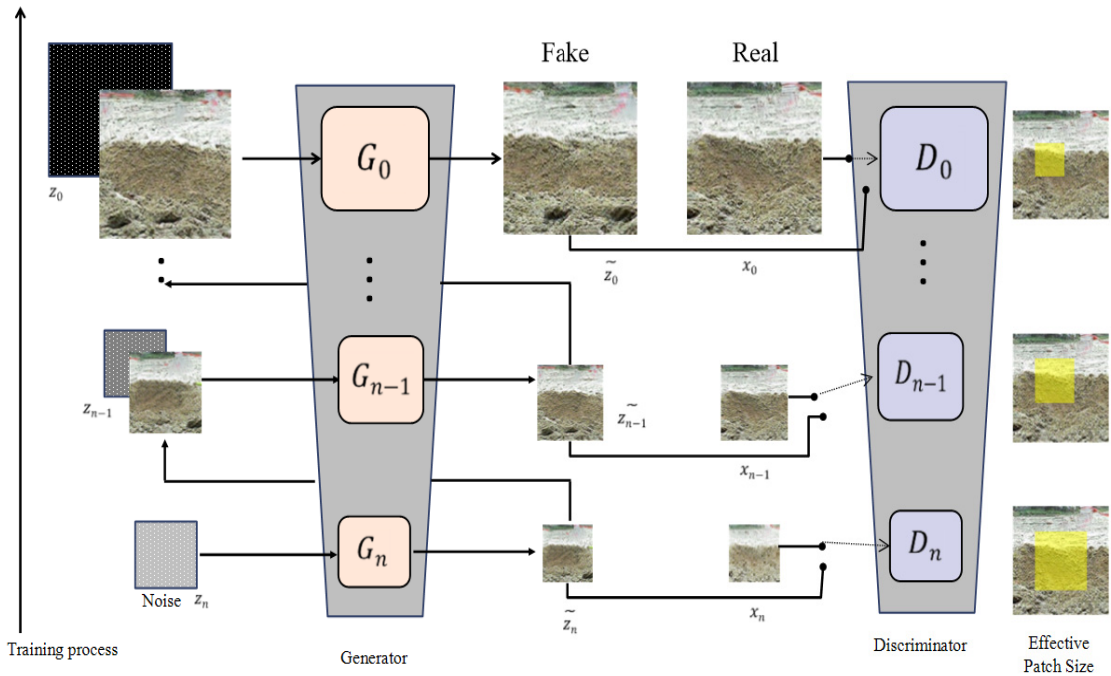 Fake
Real
G₀
D₀
z₀
z̃₀
x₀
Gₙ₋₁
Dₙ₋₁
zₙ₋₁
z̃ₙ₋₁
xₙ₋₁
Gₙ
Dₙ
Noise
zₙ
z̃ₙ
xₙ
Training process
Generator
Discriminator
Effective
Patch Size